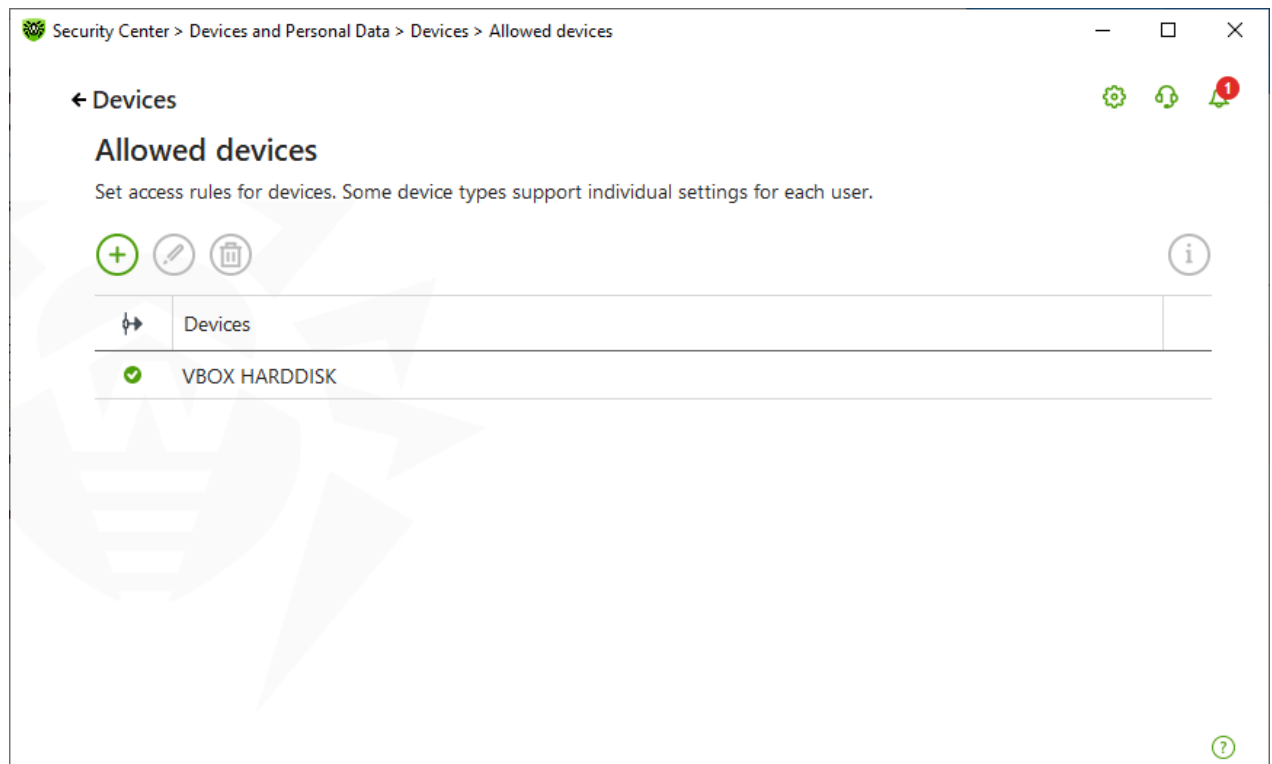 Security Center > Devices and Personal Data > Devices > Allowed devices
Devices
1
Allowed devices
Set access rules for devices. Some device types support individual settings for each user.
i
Devices
VBOX HARDDISK
?